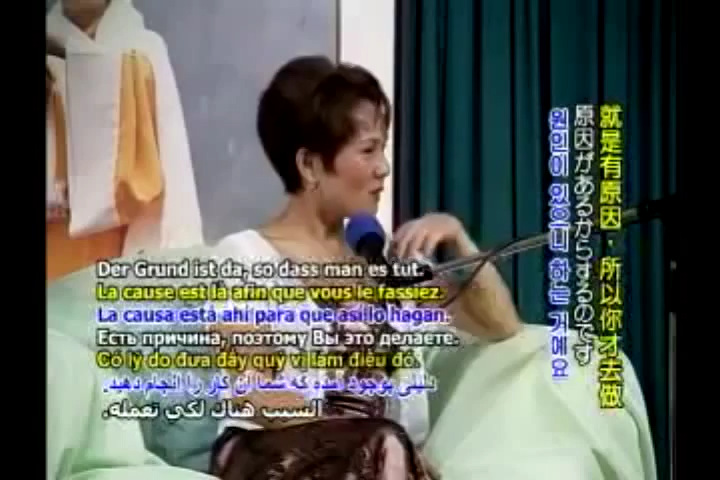 Der Grund ist da, so dass man es tut.
La cause est là afin que vous le fassiez.
La causa está ahí para que así lo hagan.
Есть причина, поэтому Вы это делаете.
Có lý do đưa đẩy quý vị làm điều đó.
دلیلی بوجود آمده که شما آن کار را انجام دهید.
السبب هناك لكي تعمله.
就是有原因，所以你才去做
原因があるからするのです
원인이 있으니 하는 거예요